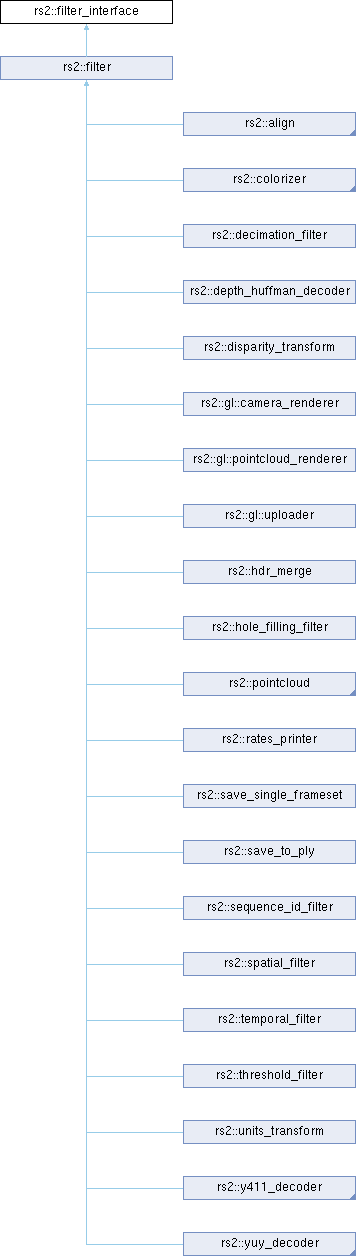 rs2::filter_interface
rs2::filter
rs2::align
rs2::colorizer
rs2::decimation_filter
rs2::depth_huffman_decoder
rs2::disparity_transform
rs2::gl::camera_renderer
rs2::gl::pointcloud_renderer
rs2::gl::uploader
rs2::hdr_merge
rs2::hole_filling_filter
rs2::pointcloud
rs2::rates_printer
rs2::save_single_frameset
rs2::save_to_ply
rs2::sequence_id_filter
rs2::spatial_filter
rs2::temporal_filter
rs2::threshold_filter
rs2::units_transform
rs2::y411_decoder
rs2::yuy_decoder